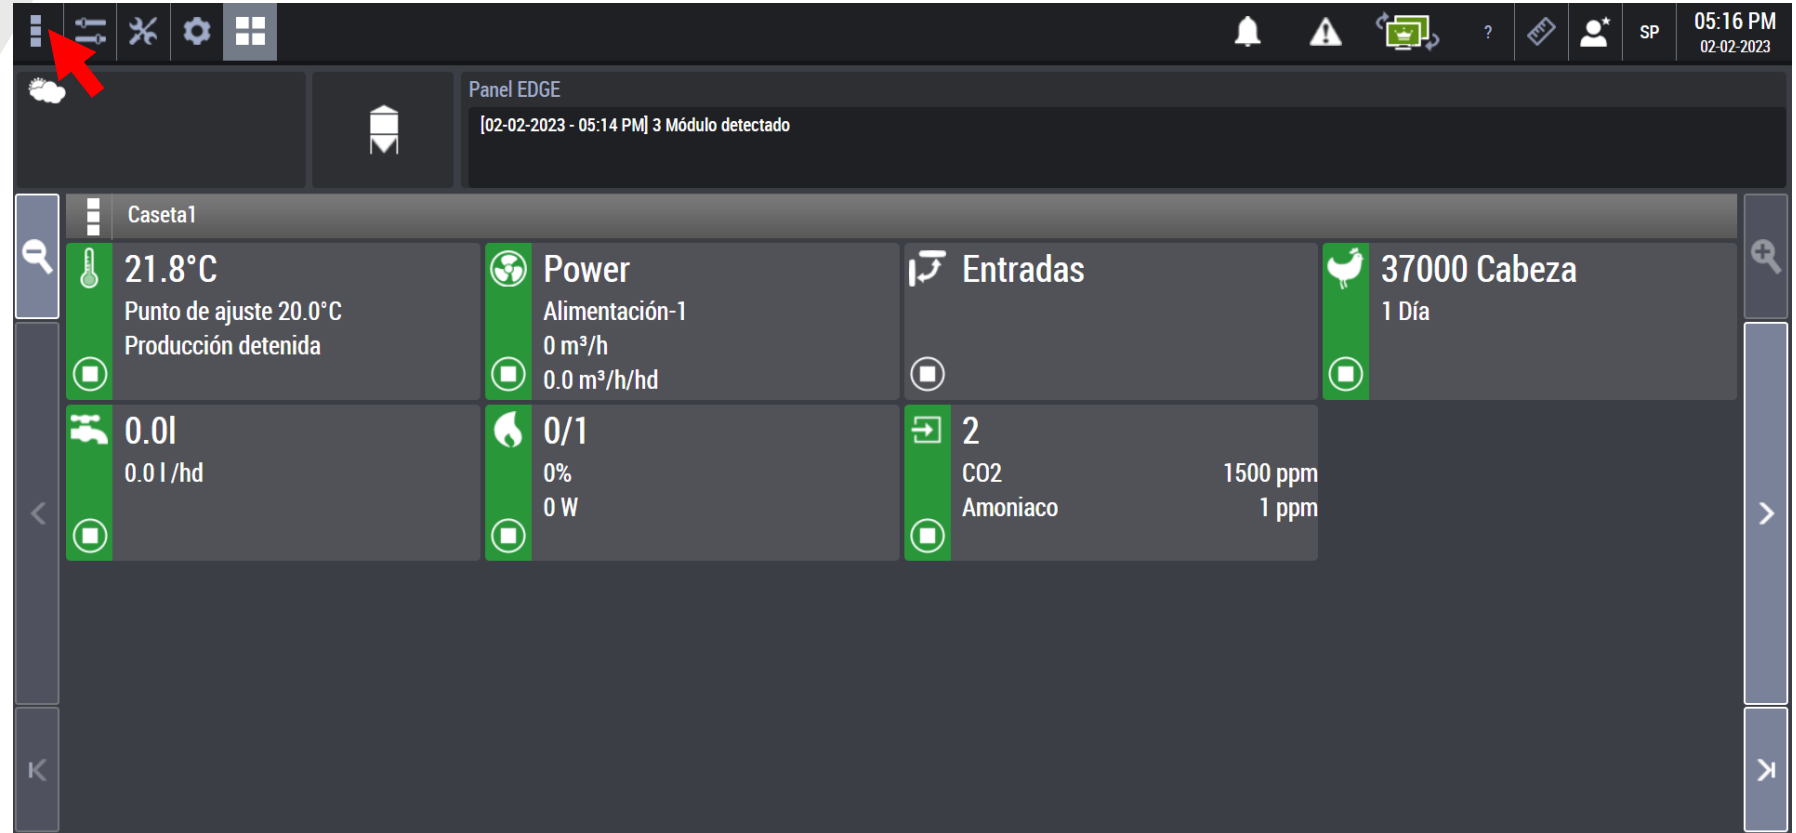 ?
SP
05:16 PM
02-02-2023
Panel EDGE
[02-02-2023 - 05:14 PM] 3 Módulo detectado
Caseta1
21.8°C
Punto de ajuste 20.0°C
Producción detenida
Power
Alimentación-1
0 m³/h
0.0 m³/h/hd
Entradas
37000 Cabeza
1 Día
0.0l
0.0 l /hd
0/1
0%
0 W
2
CO2 1500 ppm
Amoniaco 1 ppm